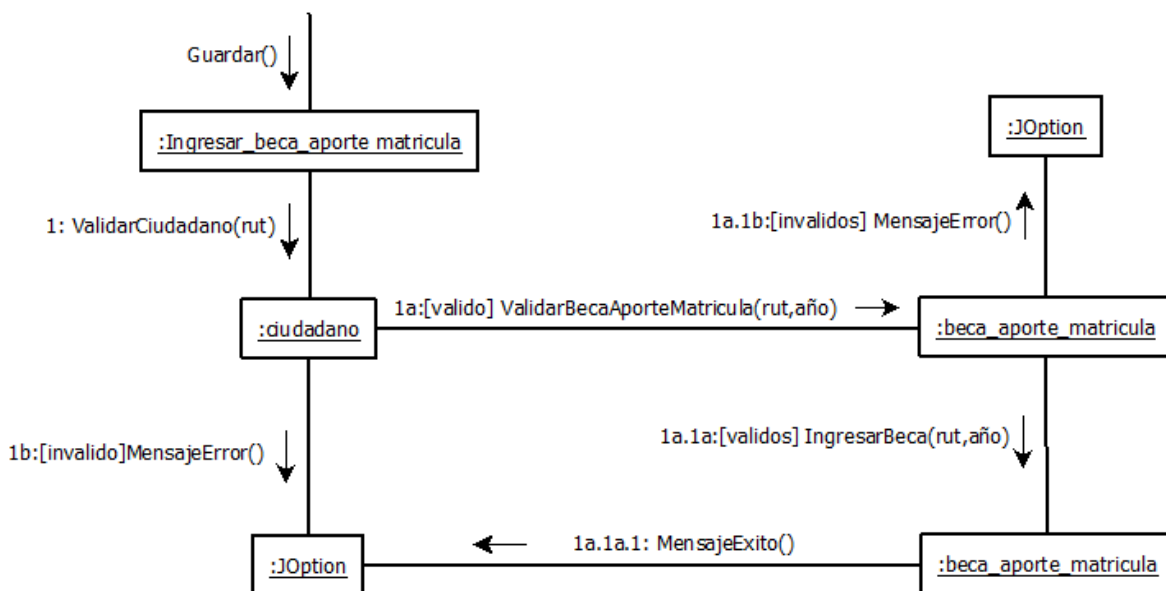 Guardar()
:Ingresar_beca_aporte matricula
:JOption
1: ValidarCiudadano(rut)
1a.1b:[invalidos] MensajeError()
1a:[valido] ValidarBecaAporteMatricula(rut,año)
:ciudadano
:beca_aporte_matricula
1b:[invalido]MensajeError()
1a.1a:[validos] IngresarBeca(rut,año)
1a.1a.1: MensajeExito()
:JOption
:beca_aporte_matricula